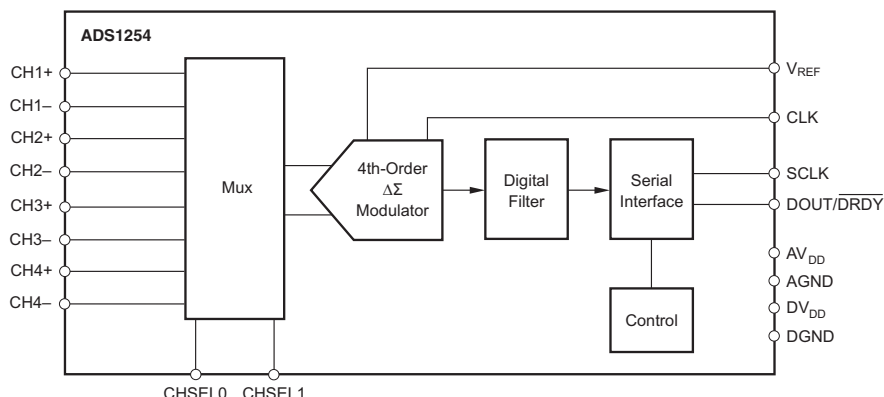 ADS1254
CH1+
CH1–
CH2+
CH2–
CH3+
CH3–
CH4+
CH4–
Mux
4th-Order
ΔΣ
Modulator
Digital
Filter
Serial
Interface
Control
VREF
CLK
SCLK
DOUT/DRDY
AVDD
AGND
DVDD
DGND
CHSEL0 CHSEL1